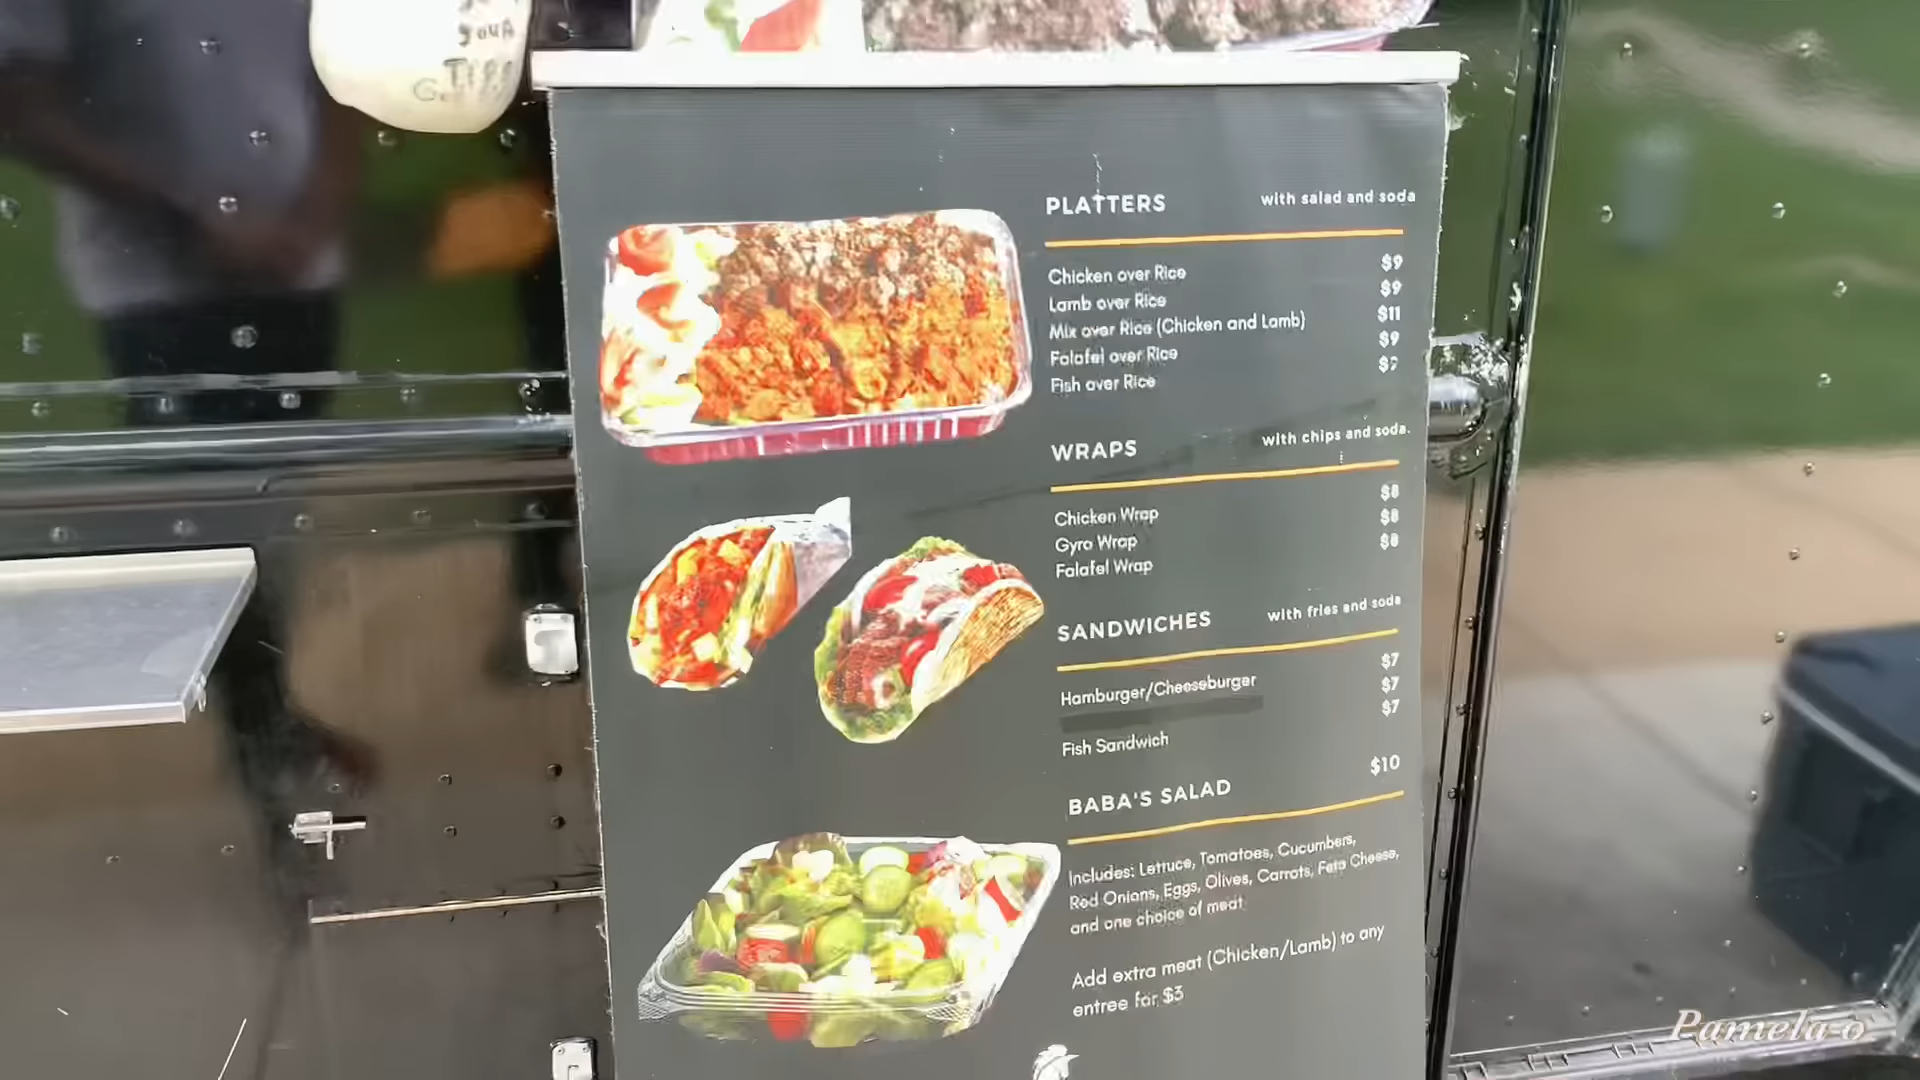 your
Tips
PLATTERS with salad and soda
Chicken over Rice $9
Lamb over Rice $9
Mix over Rice (Chicken and Lamb) $11
Falafel over Rice $9
Fish over Rice
WRAPS with chips and soda.
Chicken Wrap $8
Gyro Wrap $8
Falafel Wrap $8
SANDWICHES with fries and soda
Hamburger/Cheeseburger $7
$7
Fish Sandwich $7
BABA'S SALAD $10
Includes: Lettuce, Tomatoes, Cucumbers,
Red Onions, Eggs, Olives, Carrots, Feta Cheese,
and one choice of meat
Add extra meat (Chicken/Lamb) to any
entree for $3
Pamela-o